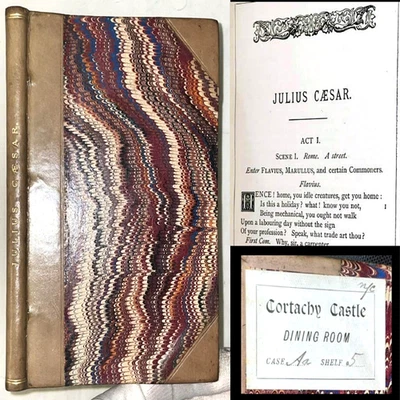 JULIUS CÆSAR
JULIUS CÆSAR.
ACT I.
SCENE I. Rome. A street.
Enter FLAVIUS, MARULLUS, and certain Commoners.
Flavius.
HENCE! home, you idle creatures, get you home:
Is this a holiday? what! know you not, 1
Being mechanical, you ought not walk
Upon a labouring day without the sign
Of your profession? Speak, what trade art thou?
First Com. Why, sir, a carpenter.
Cortachy Castle
DINING ROOM
CASE Aa SHELF 5